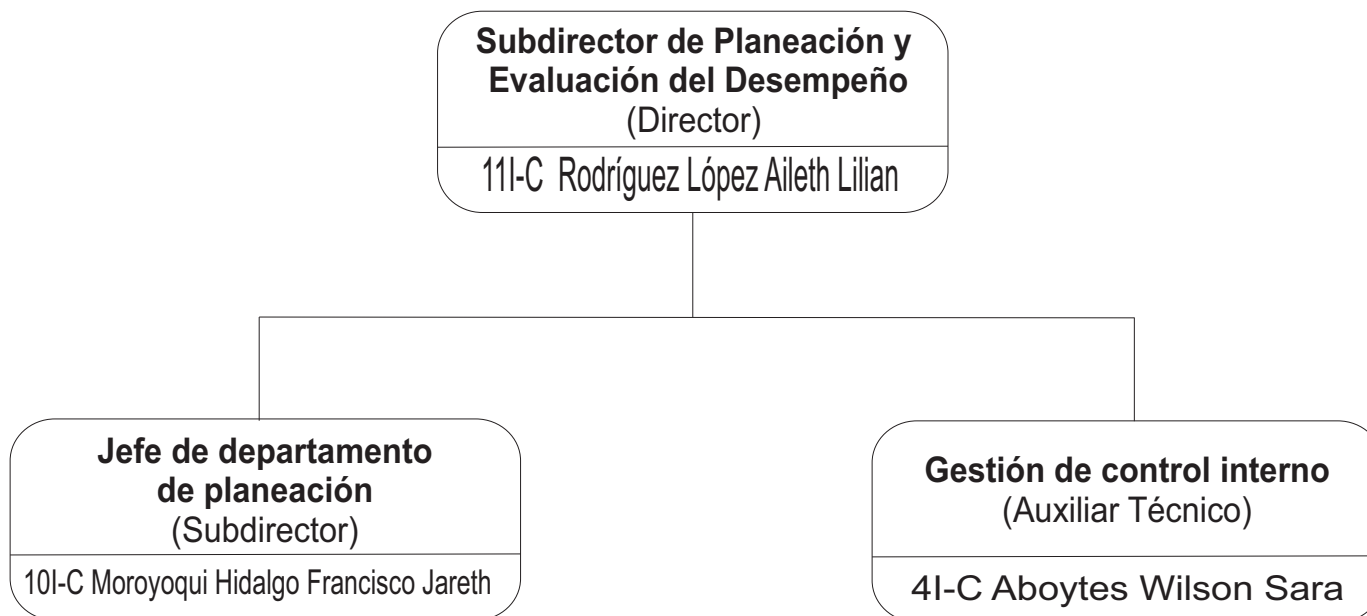 Subdirector de Planeación y
Evaluación del Desempeño
(Director)
11I-C Rodríguez López Aileth Lilian
Jefe de departamento
de planeación
(Subdirector)
10I-C Moroyoqui Hidalgo Francisco Jareth
Gestión de control interno
(Auxiliar Técnico)
4I-C Aboytes Wilson Sara